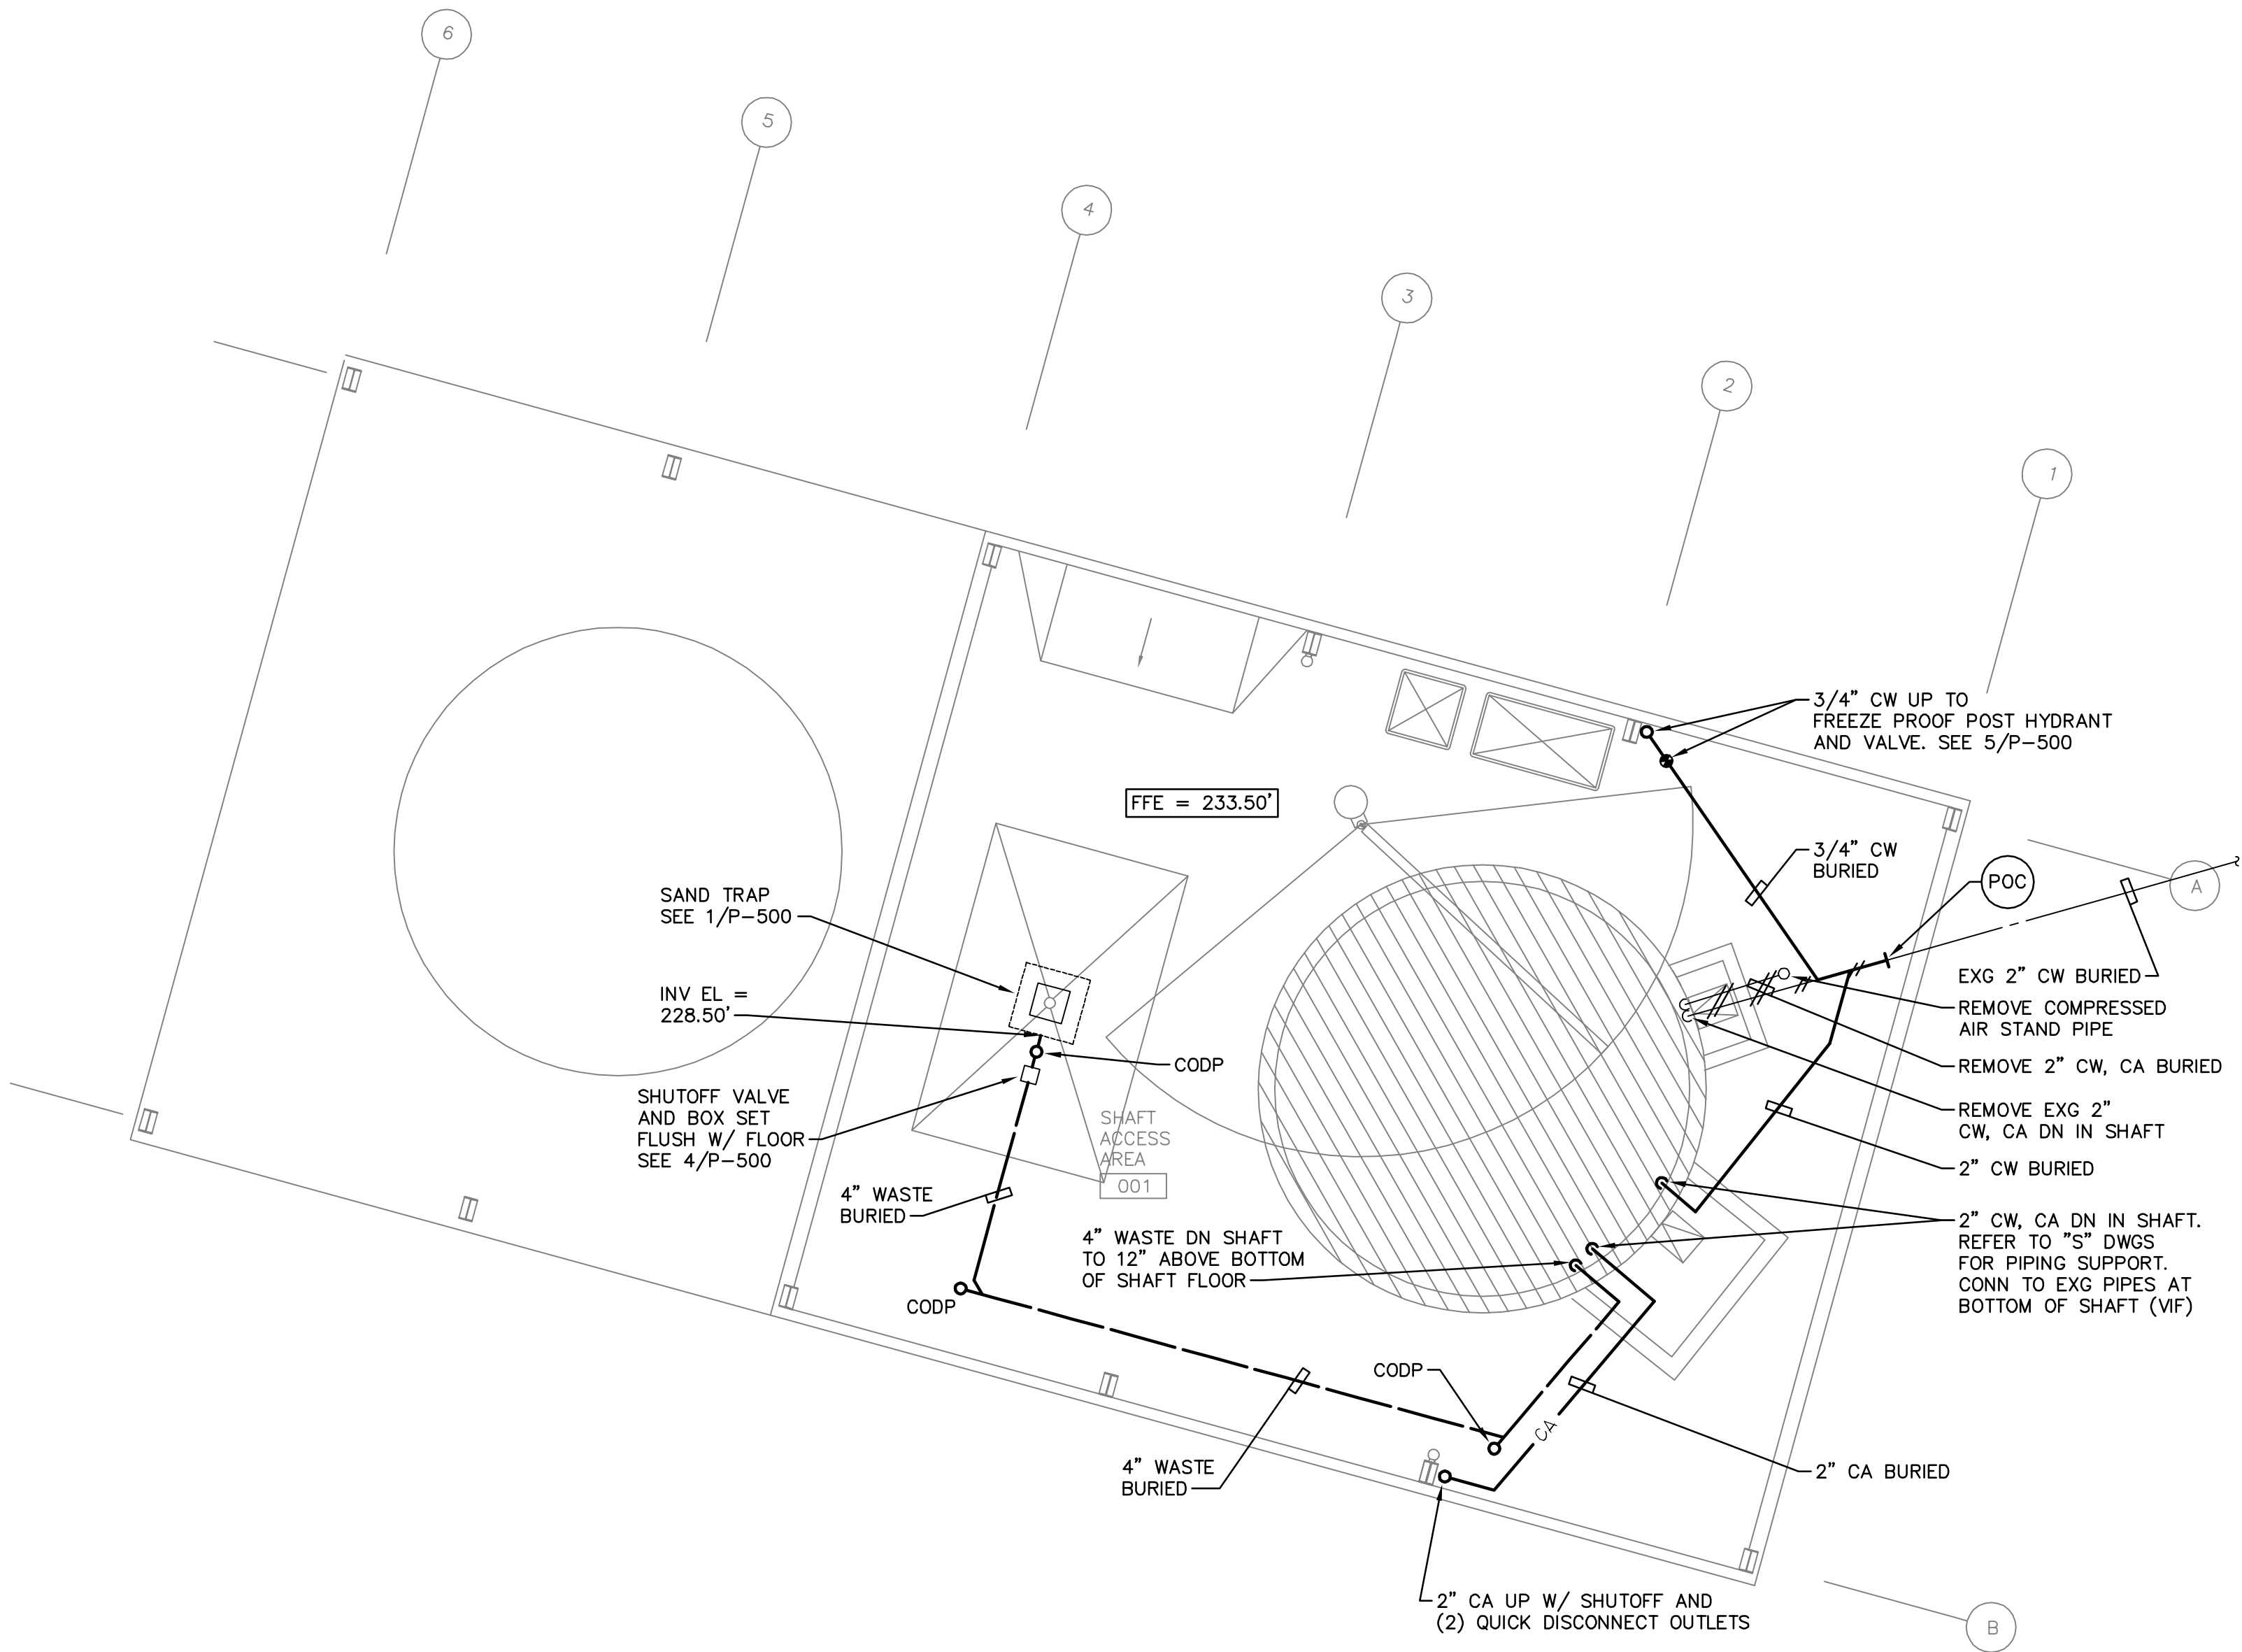 6
5
4
3
2
1
3/4" CW UP TO
FREEZE PROOF POST HYDRANT
AND VALVE. SEE 5/P-500
FFE = 233.50'
3/4" CW
BURIED
POC
A
SAND TRAP
SEE 1/P-500
EXG 2" CW BURIED
INV EL =
228.50'
REMOVE COMPRESSED
AIR STAND PIPE
CODP
REMOVE 2" CW, CA BURIED
SHUTOFF VALVE
AND BOX SET
FLUSH W/ FLOOR
SEE 4/P-500
SHAFT
ACCESS
AREA
001
REMOVE EXG 2"
CW, CA DN IN SHAFT
2" CW BURIED
4" WASTE
BURIED
4" WASTE DN SHAFT
TO 12" ABOVE BOTTOM
OF SHAFT FLOOR
2" CW, CA DN IN SHAFT.
REFER TO "S" DWGS
FOR PIPING SUPPORT.
CONN TO EXG PIPES AT
BOTTOM OF SHAFT (VIF)
CODP
CODP
CA
4" WASTE
BURIED
2" CA BURIED
2" CA UP W/ SHUTOFF AND
(2) QUICK DISCONNECT OUTLETS
B